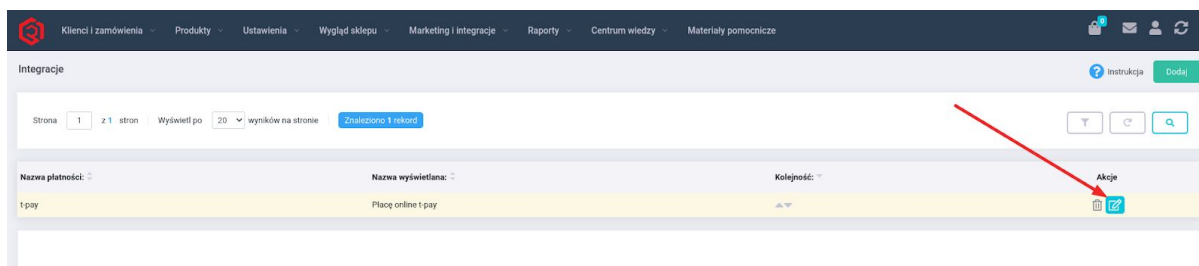 0
Klienci i zamówienia Produkty Ustawienia Wygląd sklepu Marketing i integracje Raporty Centrum wiedzy Materiały pomocnicze
Integracje ? Instrukcja Dodaj
Strona 1 z 1 stron Wyświetl po 20 wyników na stronie Znaleziono 1 rekord
Nazwa płatności: Nazwa wyświetlana: Kolejność: Akcje
t-pay Płacę online t-pay